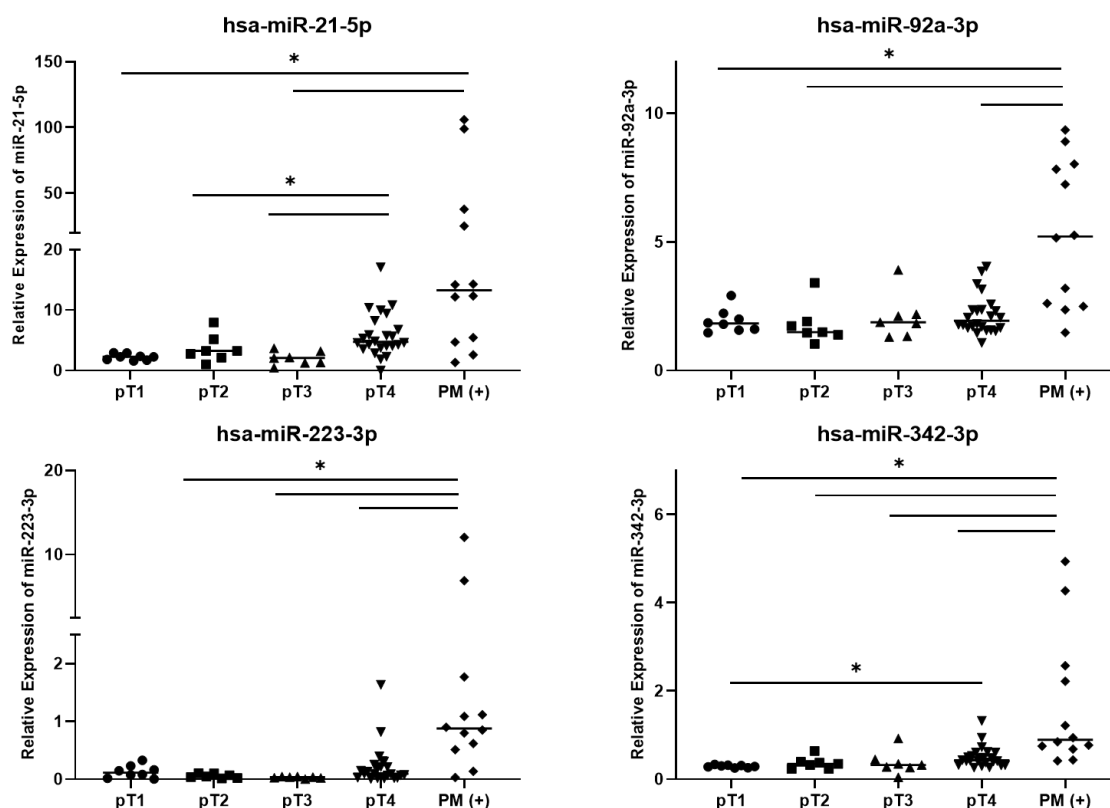 hsa-miR-21-5p
Relative Expression of miR-21-5p
150
100
50
20
10
0
*
*
pT1 pT2 pT3 pT4 PM (+)
hsa-miR-92a-3p
Relative Expression of miR-92a-3p
10
5
0
*
pT1 pT2 pT3 pT4 PM (+)
hsa-miR-223-3p
Relative Expression of miR-223-3p
20
10
2
1
0
*
pT1 pT2 pT3 pT4 PM (+)
hsa-miR-342-3p
Relative Expression of miR-342-3p
6
4
2
0
*
*
pT1 pT2 pT3 pT4 PM (+)